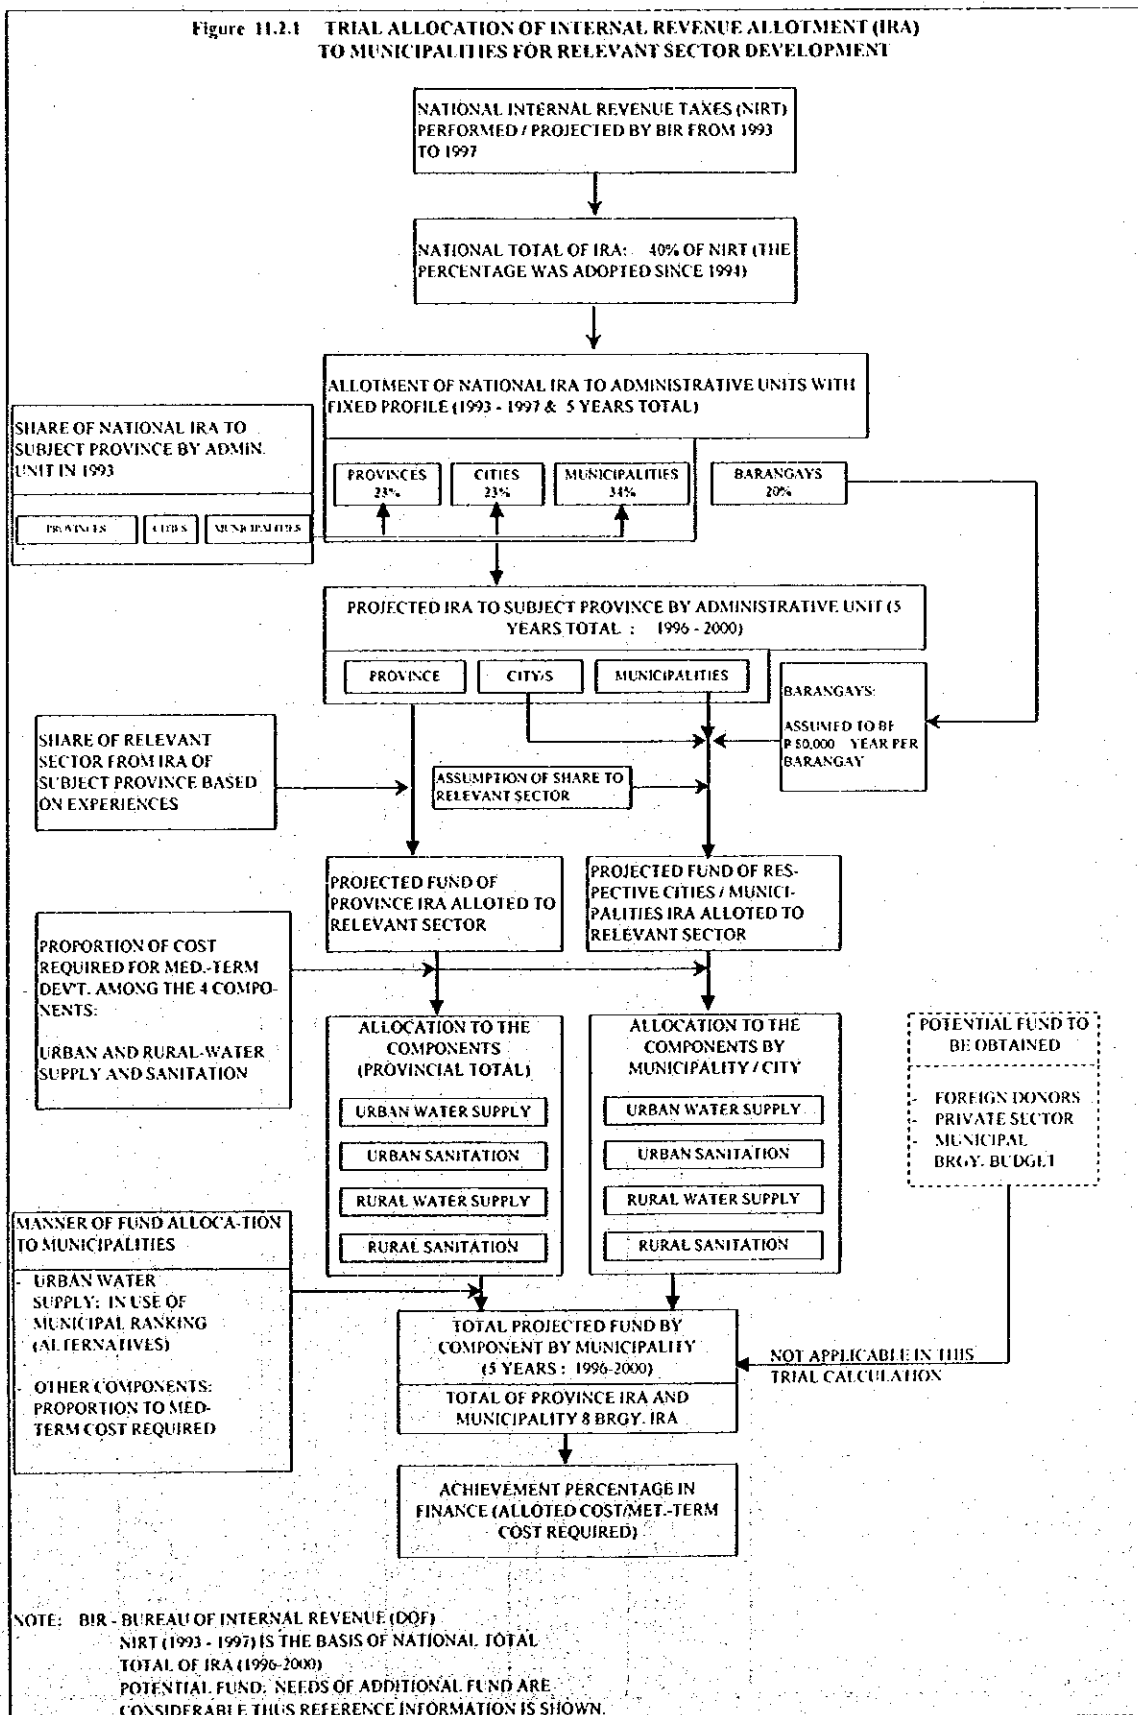 Figure 11.2.1 TRIAL ALLOCATION OF INTERNAL REVENUE ALLOTMENT (IRA)
TO MUNICIPALITIES FOR RELEVANT SECTOR DEVELOPMENT
NATIONAL INTERNAL REVENUE TAXES (NIRT)
PERFORMED / PROJECTED BY BIR FROM 1993
TO 1997
NATIONAL TOTAL OF IRA: 40% OF NIRT (THE
PERCENTAGE WAS ADOPTED SINCE 1994)
ALLOTMENT OF NATIONAL IRA TO ADMINISTRATIVE UNITS WITH
FIXED PROFILE (1993 - 1997 & 5 YEARS TOTAL)
SHARE OF NATIONAL IRA TO
SUBJECT PROVINCE BY ADMIN.
UNIT IN 1993
PROVINCES
23%
CITIES
23%
MUNICIPALITIES
34%
BARANGAYS
20%
PROVINCES
CITIES
MUNICIPALITIES
PROJECTED IRA TO SUBJECT PROVINCE BY ADMINISTRATIVE UNIT (5
YEARS TOTAL : 1996 - 2000)
PROVINCE
CITY/S
MUNICIPALITIES
BARANGAYS:
ASSUMED TO BE
P 80,000 YEAR PER
BARANGAY
SHARE OF RELEVANT
SECTOR FROM IRA OF
SUBJECT PROVINCE BASED
ON EXPERIENCES
ASSUMPTION OF SHARE TO
RELEVANT SECTOR
PROJECTED FUND OF
PROVINCE IRA ALLOTED TO
RELEVANT SECTOR
PROJECTED FUND OF RES-
PECTIVE CITIES / MUNICI-
PALITIES IRA ALLOTED TO
RELEVANT SECTOR
PROPORTION OF COST
REQUIRED FOR MED.-TERM
DEV'T. AMONG THE 4 COMPO-
NENTS:
URBAN AND RURAL-WATER
SUPPLY AND SANITATION
ALLOCATION TO THE
COMPONENTS
(PROVINCIAL TOTAL)
URBAN WATER SUPPLY
URBAN SANITATION
RURAL WATER SUPPLY
RURAL SANITATION
ALLOCATION TO THE
COMPONENTS BY
MUNICIPALITY / CITY
URBAN WATER SUPPLY
URBAN SANITATION
RURAL WATER SUPPLY
RURAL SANITATION
POTENTIAL FUND TO
BE OBTAINED
- FOREIGN DONORS
- PRIVATE SECTOR
- MUNICIPAL
BRGY. BUDGET
MANNER OF FUND ALLOCA-TION
TO MUNICIPALITIES
- URBAN WATER
SUPPLY: IN USE OF
MUNICIPAL RANKING
(ALTERNATIVES)
- OTHER COMPONENTS:
PROPORTION TO MED-
TERM COST REQUIRED
TOTAL PROJECTED FUND BY
COMPONENT BY MUNICIPALITY
(5 YEARS : 1996-2000)
TOTAL OF PROVINCE IRA AND
MUNICIPALITY & BRGY. IRA
NOT APPLICABLE IN THIS
TRIAL CALCULATION
ACHIEVEMENT PERCENTAGE IN
FINANCE (ALLOTED COST/MET.-TERM
COST REQUIRED)
NOTE: BIR - BUREAU OF INTERNAL REVENUE (DOF)
NIRT (1993 - 1997) IS THE BASIS OF NATIONAL TOTAL
TOTAL OF IRA (1996-2000)
POTENTIAL FUND: NEEDS OF ADDITIONAL FUND ARE
CONSIDERABLE THUS REFERENCE INFORMATION IS SHOWN.